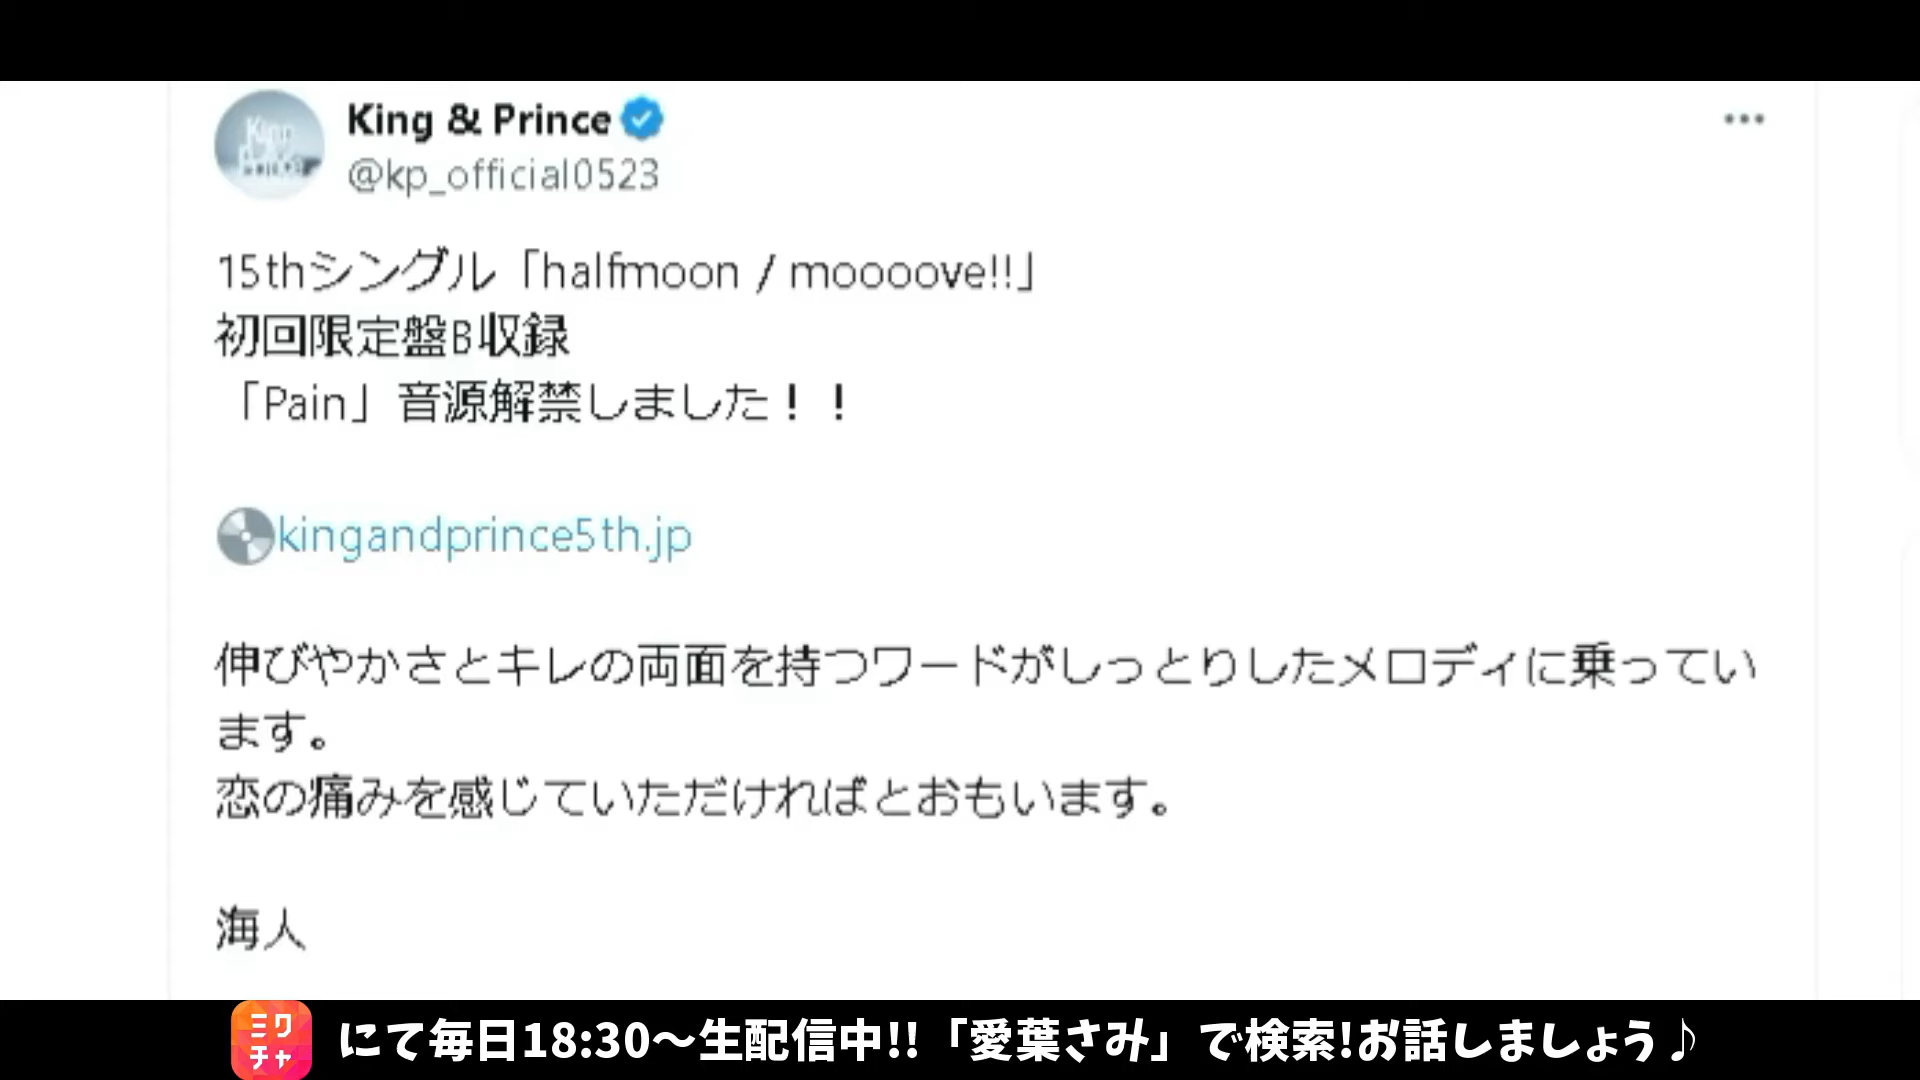 King & Prince
@kp_official0523
15thシングル「halfmoon / moooove!!」
初回限定盤B収録
「Pain」音源解禁しました！！
kingandprince5th.jp
伸びやかさとキレの両面を持つワードがしっとりしたメロディに乗ってい
ます。
恋の痛みを感じていただければとおもいます。
海人
ミクチャ にて毎日18:30〜生配信中!!「愛葉さみ」で検索!お話しましょう♪